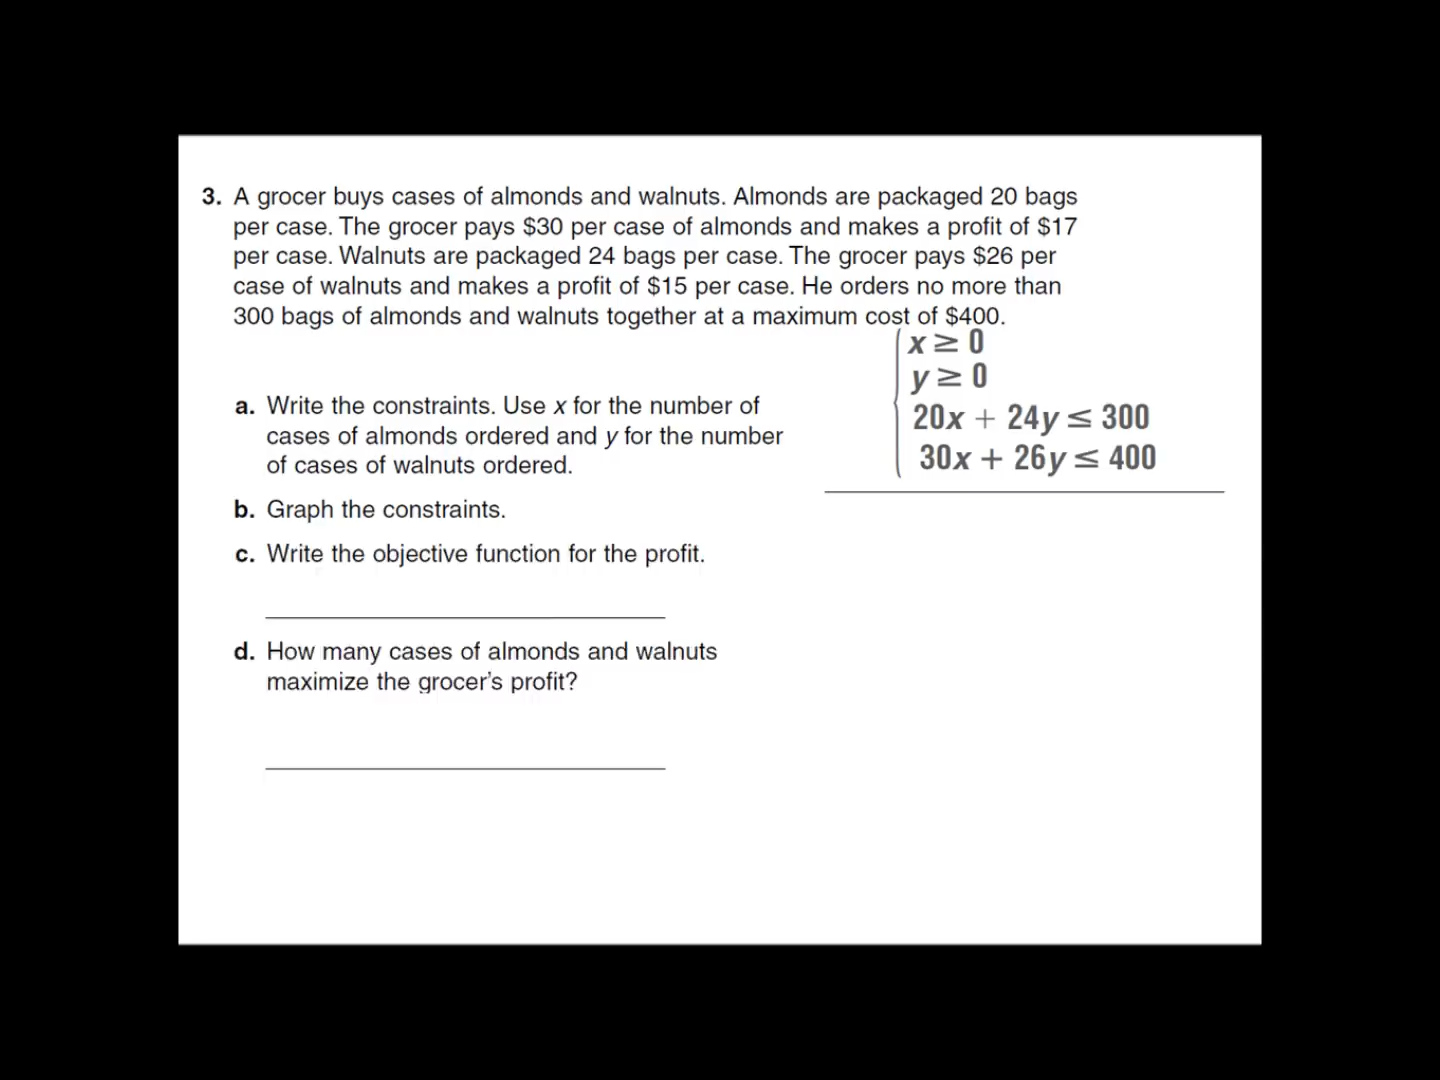 3. A grocer buys cases of almonds and walnuts. Almonds are packaged 20 bags
per case. The grocer pays $30 per case of almonds and makes a profit of $17
per case. Walnuts are packaged 24 bags per case. The grocer pays $26 per
case of walnuts and makes a profit of $15 per case. He orders no more than
300 bags of almonds and walnuts together at a maximum cost of $400.
x ≥ 0
y ≥ 0
20x + 24y ≤ 300
30x + 26y ≤ 400
a. Write the constraints. Use x for the number of
cases of almonds ordered and y for the number
of cases of walnuts ordered.
b. Graph the constraints.
c. Write the objective function for the profit.
d. How many cases of almonds and walnuts
maximize the grocer's profit?